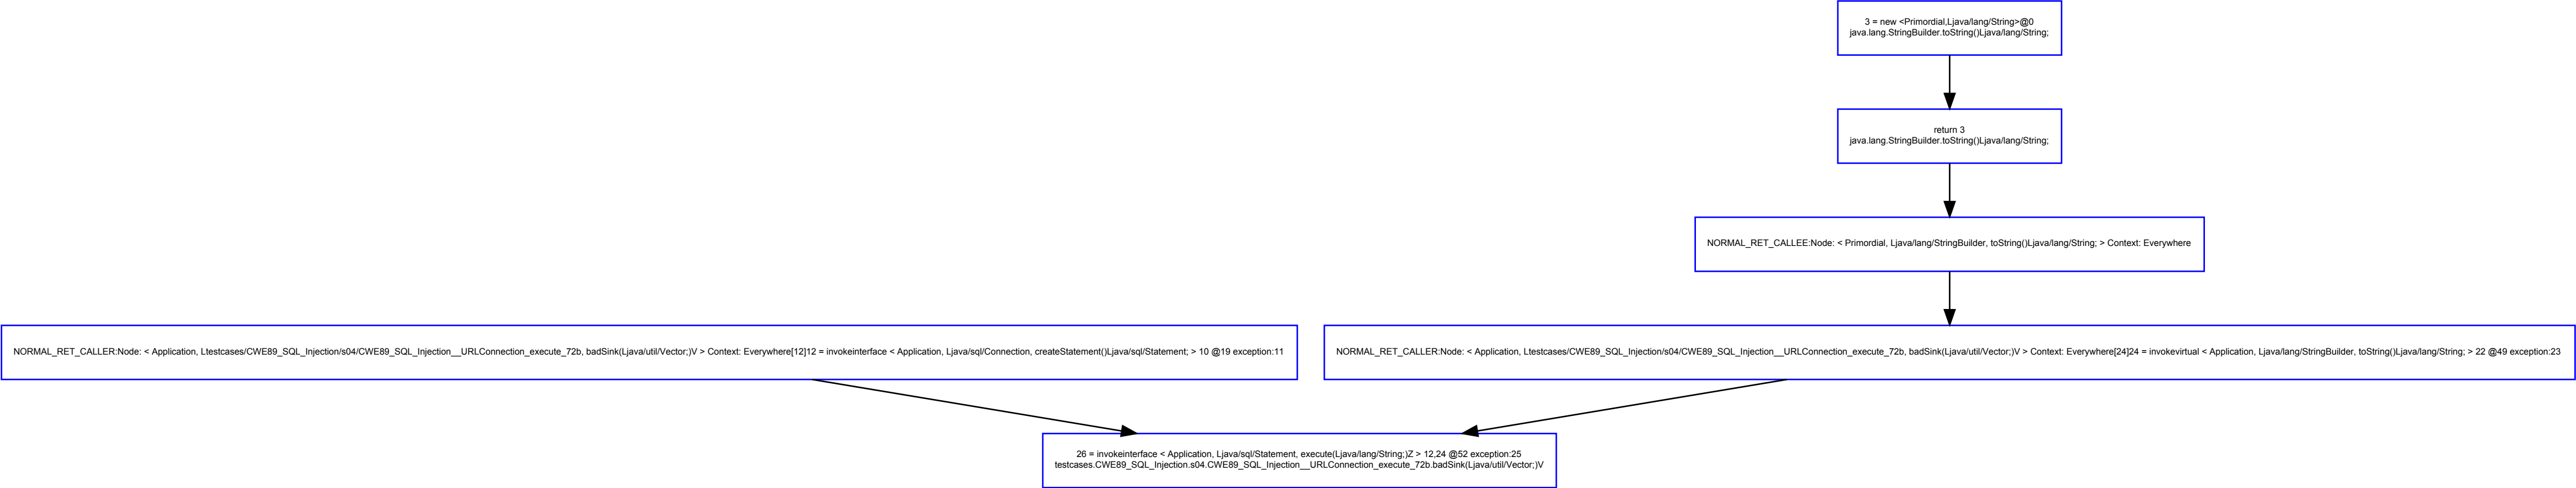 3 = new <Primordial,Ljava/lang/String>@0
java.lang.StringBuilder.toString()Ljava/lang/String;
return 3
java.lang.StringBuilder.toString()Ljava/lang/String;
NORMAL_RET_CALLEE:Node: < Primordial, Ljava/lang/StringBuilder, toString()Ljava/lang/String; > Context: Everywhere
NORMAL_RET_CALLER:Node: < Application, Ltestcases/CWE89_SQL_Injection/s04/CWE89_SQL_Injection__URLConnection_execute_72b, badSink(Ljava/util/Vector;)V > Context: Everywhere[12]12 = invokeinterface < Application, Ljava/sql/Connection, createStatement()Ljava/sql/Statement; > 10 @19 exception:11
NORMAL_RET_CALLER:Node: < Application, Ltestcases/CWE89_SQL_Injection/s04/CWE89_SQL_Injection__URLConnection_execute_72b, badSink(Ljava/util/Vector;)V > Context: Everywhere[24]24 = invokevirtual < Application, Ljava/lang/StringBuilder, toString()Ljava/lang/String; > 22 @49 exception:23
26 = invokeinterface < Application, Ljava/sql/Statement, execute(Ljava/lang/String;)Z > 12,24 @52 exception:25
testcases.CWE89_SQL_Injection.s04.CWE89_SQL_Injection__URLConnection_execute_72b.badSink(Ljava/util/Vector;)V